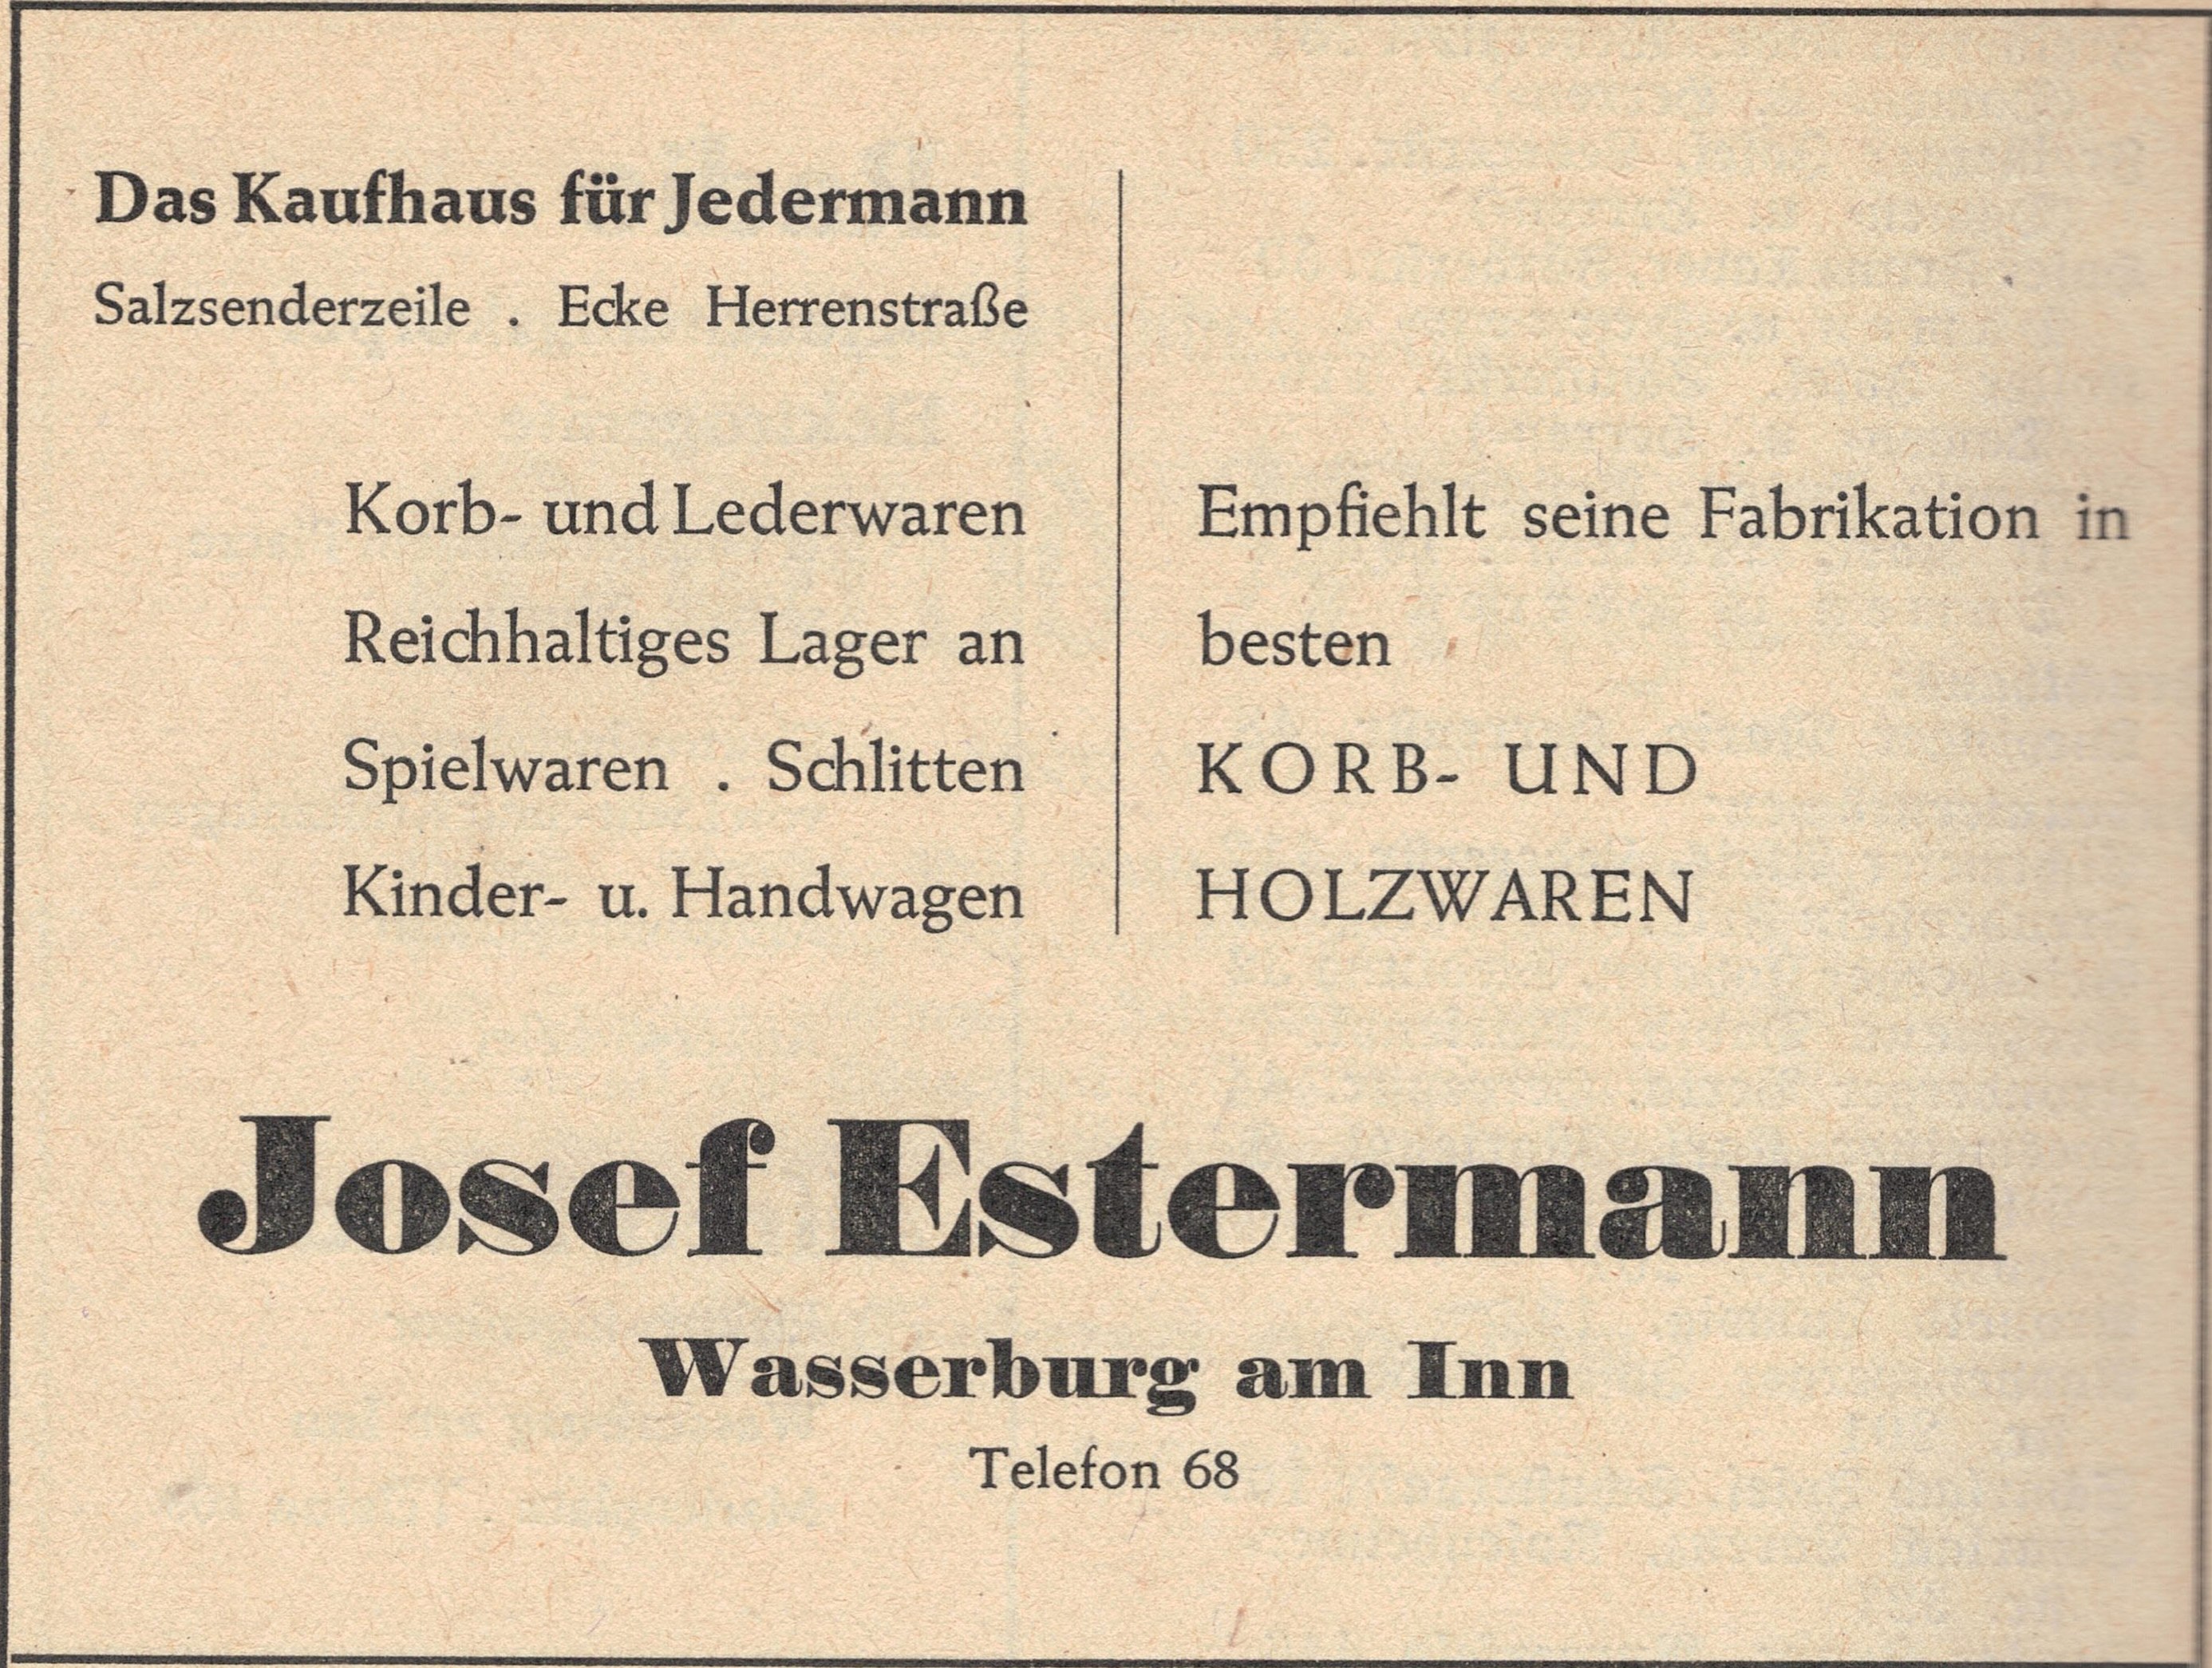 Das Kaufhaus für Jedermann
Salzsenderzeile . Ecke Herrenstraße
Korb- und Lederwaren
Reichhaltiges Lager an
Spielwaren . Schlitten
Kinder- u. Handwagen
Empfiehlt seine Fabrikation in
besten
KORB- UND
HOLZWAREN
Josef Estermann
Wasserburg am Inn
Telefon 68